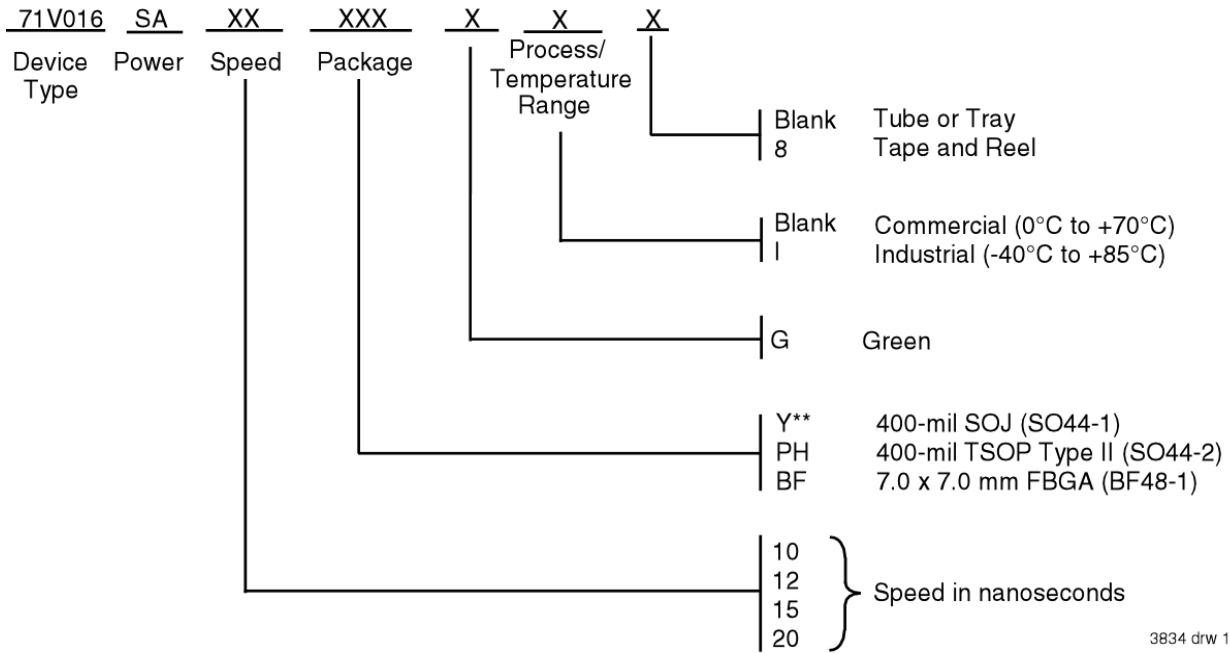 71V016 SA XX XXX X X X
Device Type Power Speed Package Process/ Temperature Range
Blank Tube or Tray
8 Tape and Reel
Blank Commercial (0°C to +70°C)
I Industrial (-40°C to +85°C)
G Green
Y** 400-mil SOJ (SO44-1)
PH 400-mil TSOP Type II (SO44-2)
BF 7.0 x 7.0 mm FBGA (BF48-1)
10
12
15
20
Speed in nanoseconds
3834 drw 1